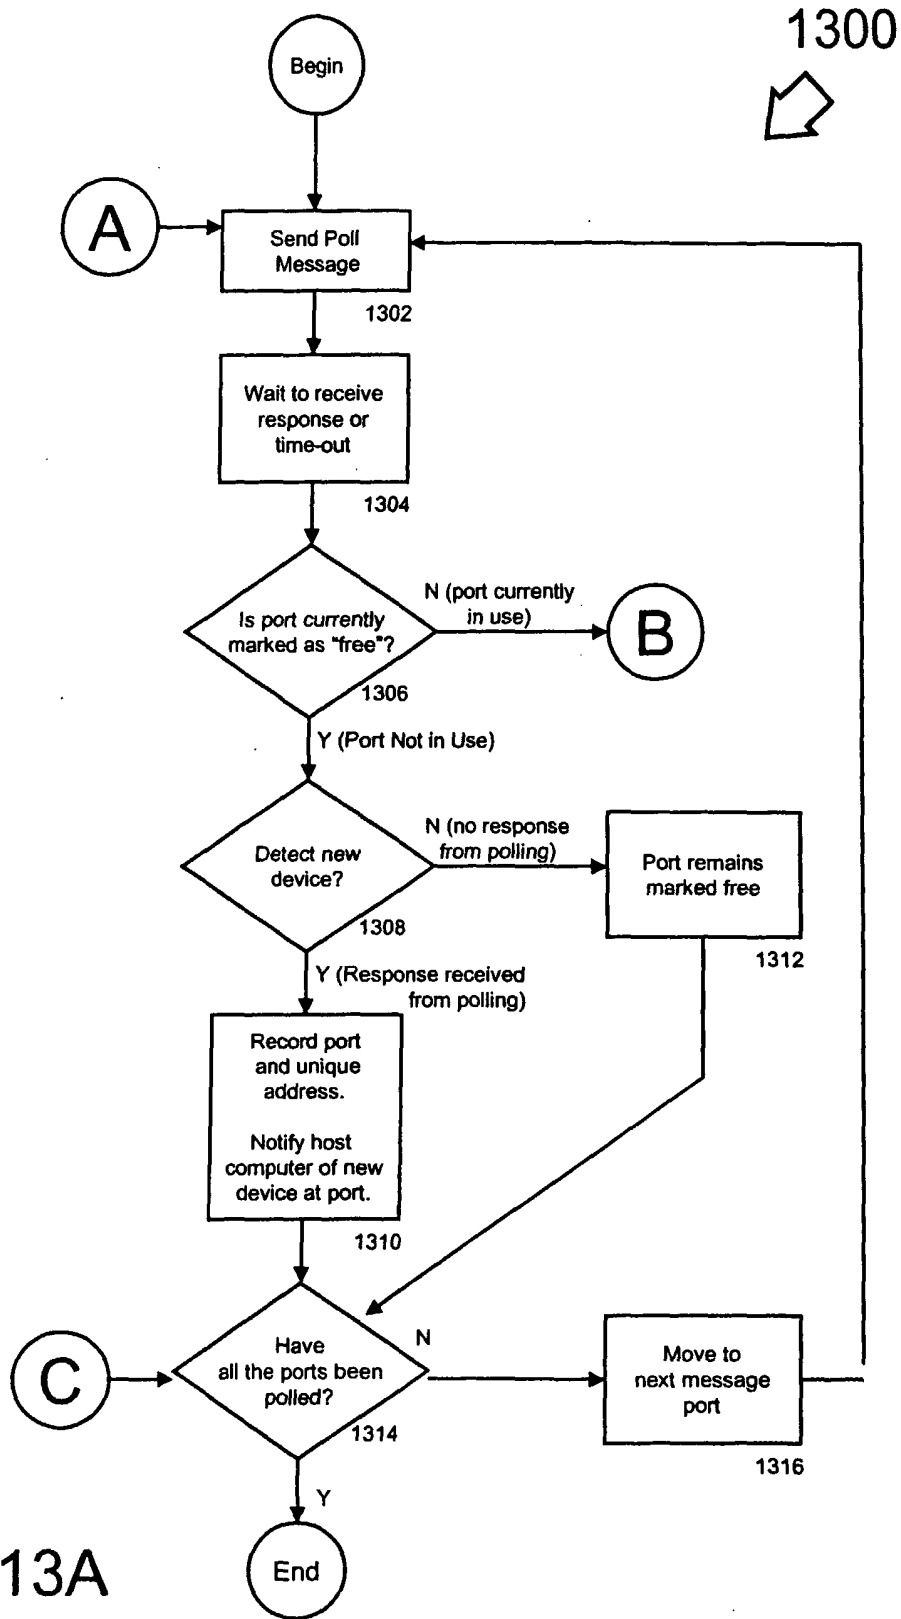 1300
Begin
A
Send Poll
Message
1302
Wait to receive
response or
time-out
1304
Is port currently
marked as "free"?
1306
N (port currently
in use)
B
Y (Port Not in Use)
Detect new
device?
1308
N (no response
from polling)
Port remains
marked free
1312
Y (Response received
from polling)
Record port
and unique
address.
Notify host
computer of new
device at port.
1310
C
Have
all the ports been
polled?
1314
N
Move to
next message
port
1316
Y
End
13A